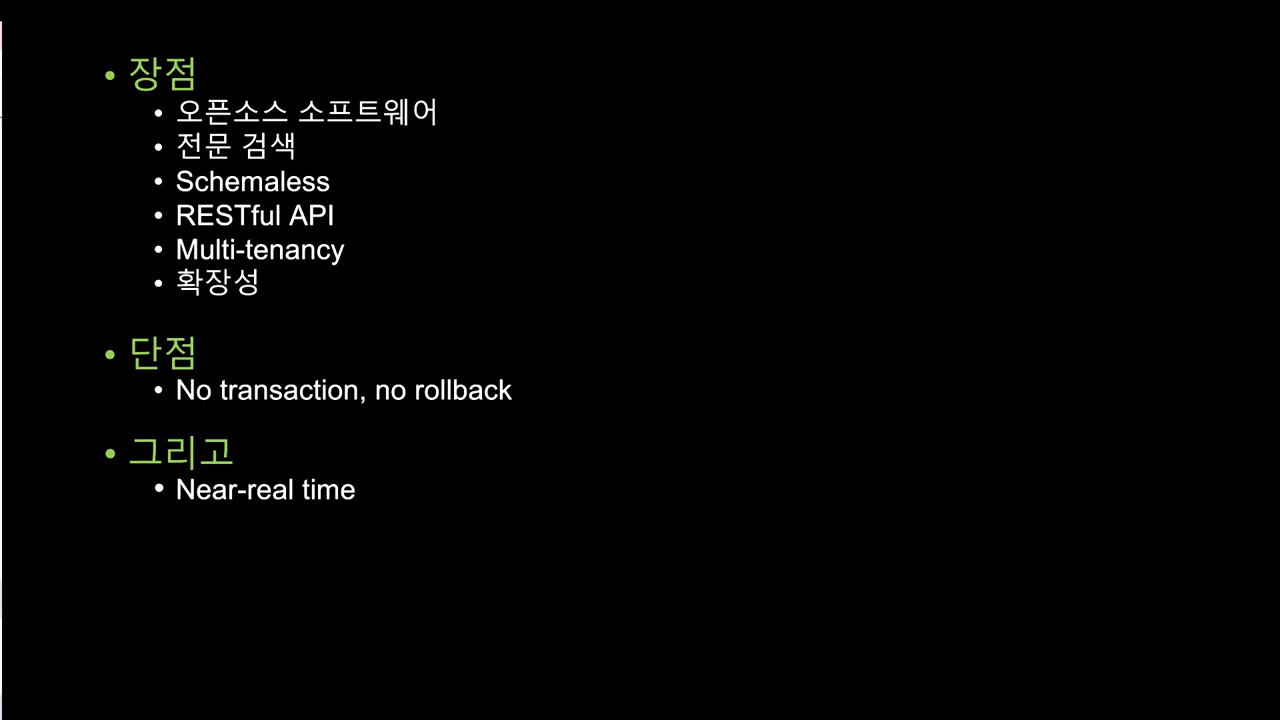 • 장점
• 오픈소스 소프트웨어
• 전문 검색
• Schemaless
• RESTful API
• Multi-tenancy
• 확장성
• 단점
• No transaction, no rollback
• 그리고
• Near-real time